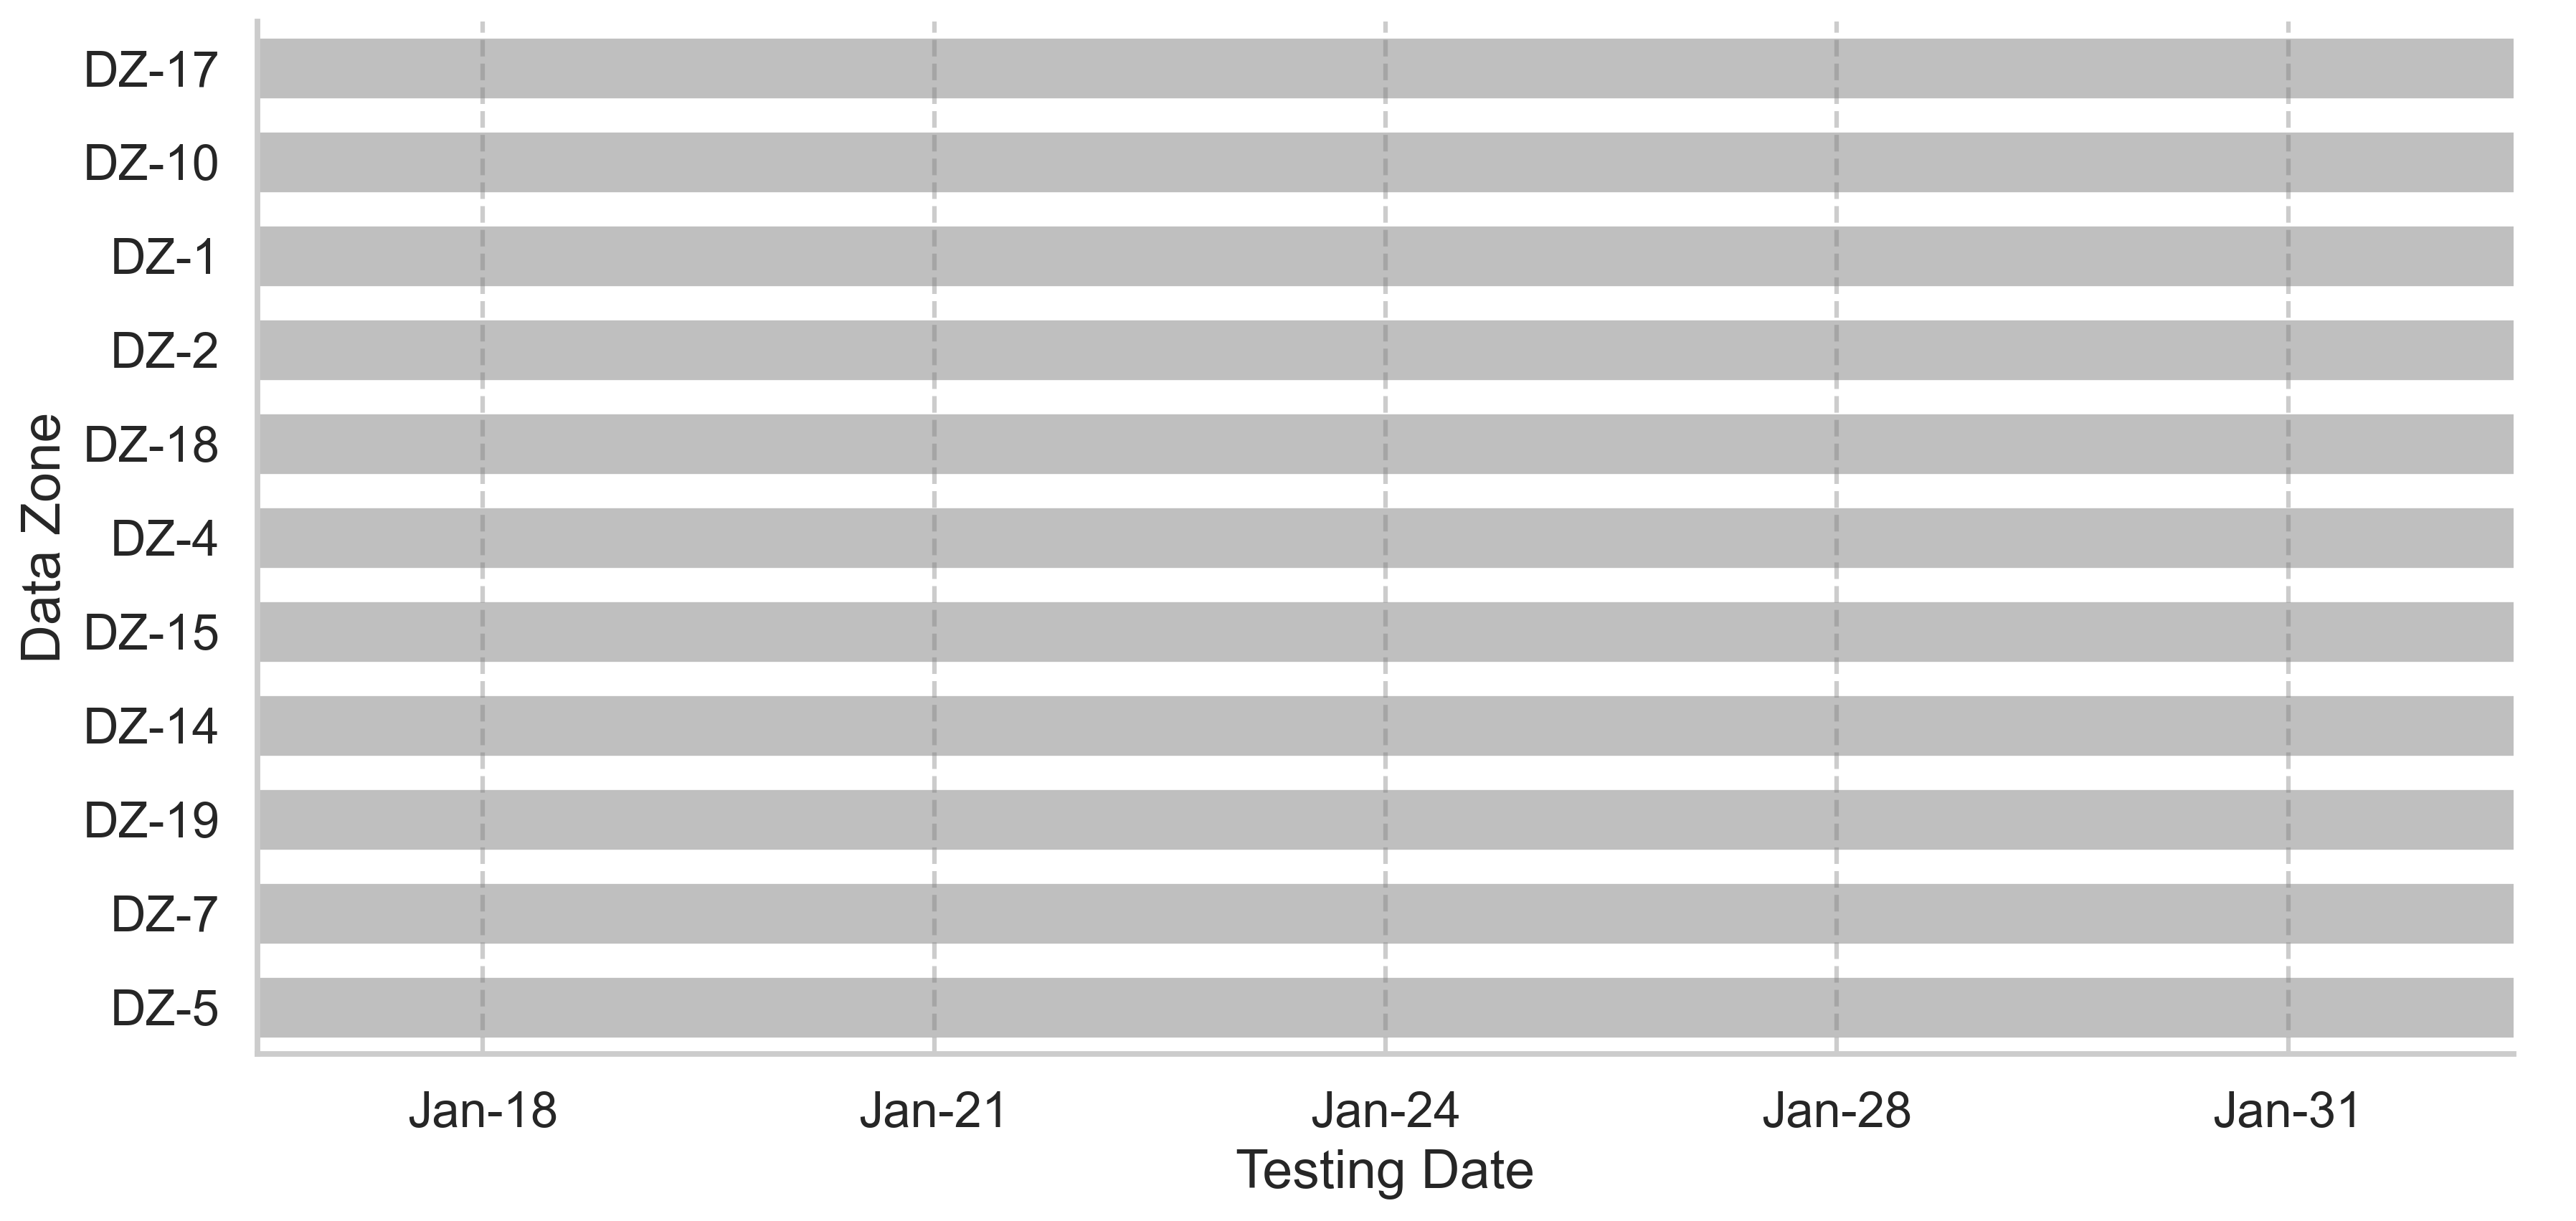 DZ-17
DZ-10
DZ-1
DZ-2
DZ-18
DZ-4
DZ-15
DZ-14
DZ-19
DZ-7
DZ-5
Data Zone
Jan-18 Jan-21 Jan-24 Jan-28 Jan-31
Testing Date